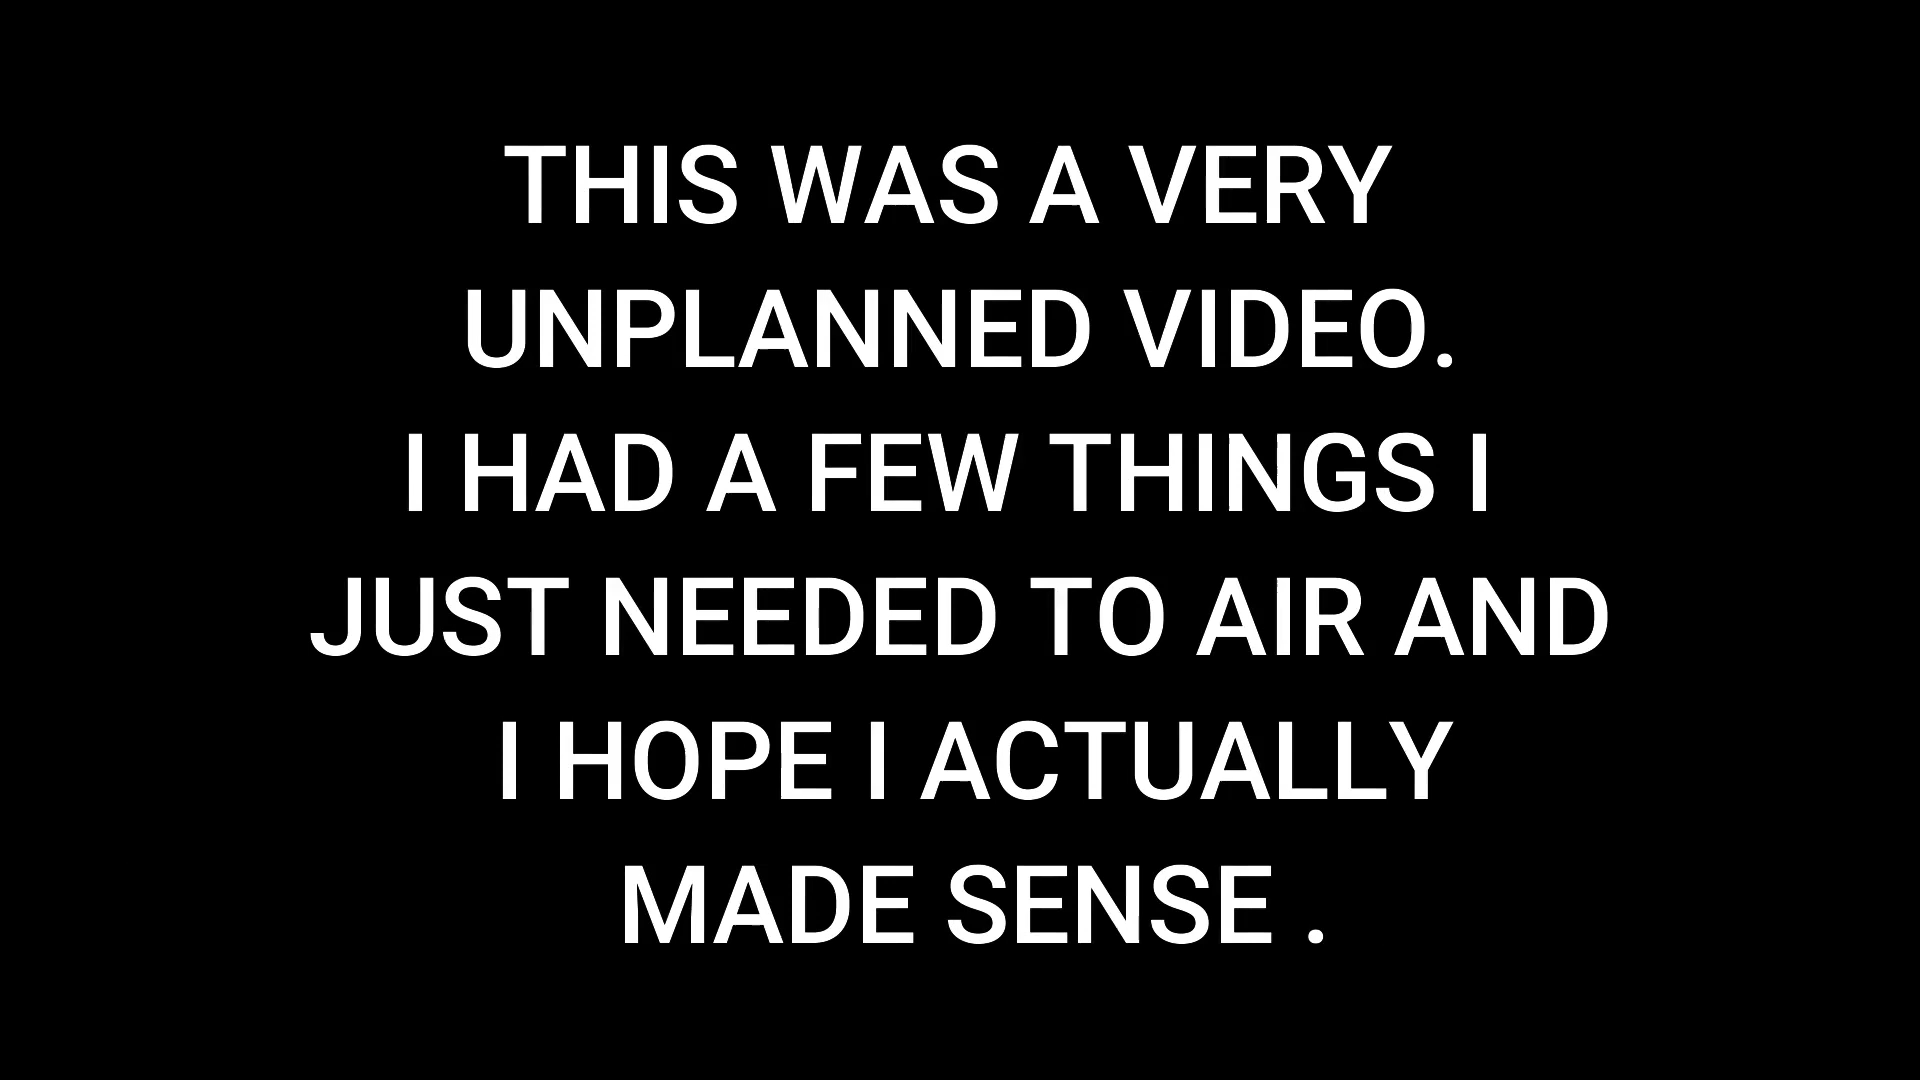 THIS WAS A VERY
UNPLANNED VIDEO.
I HAD A FEW THINGS I
JUST NEEDED TO AIR AND
I HOPE I ACTUALLY
MADE SENSE .